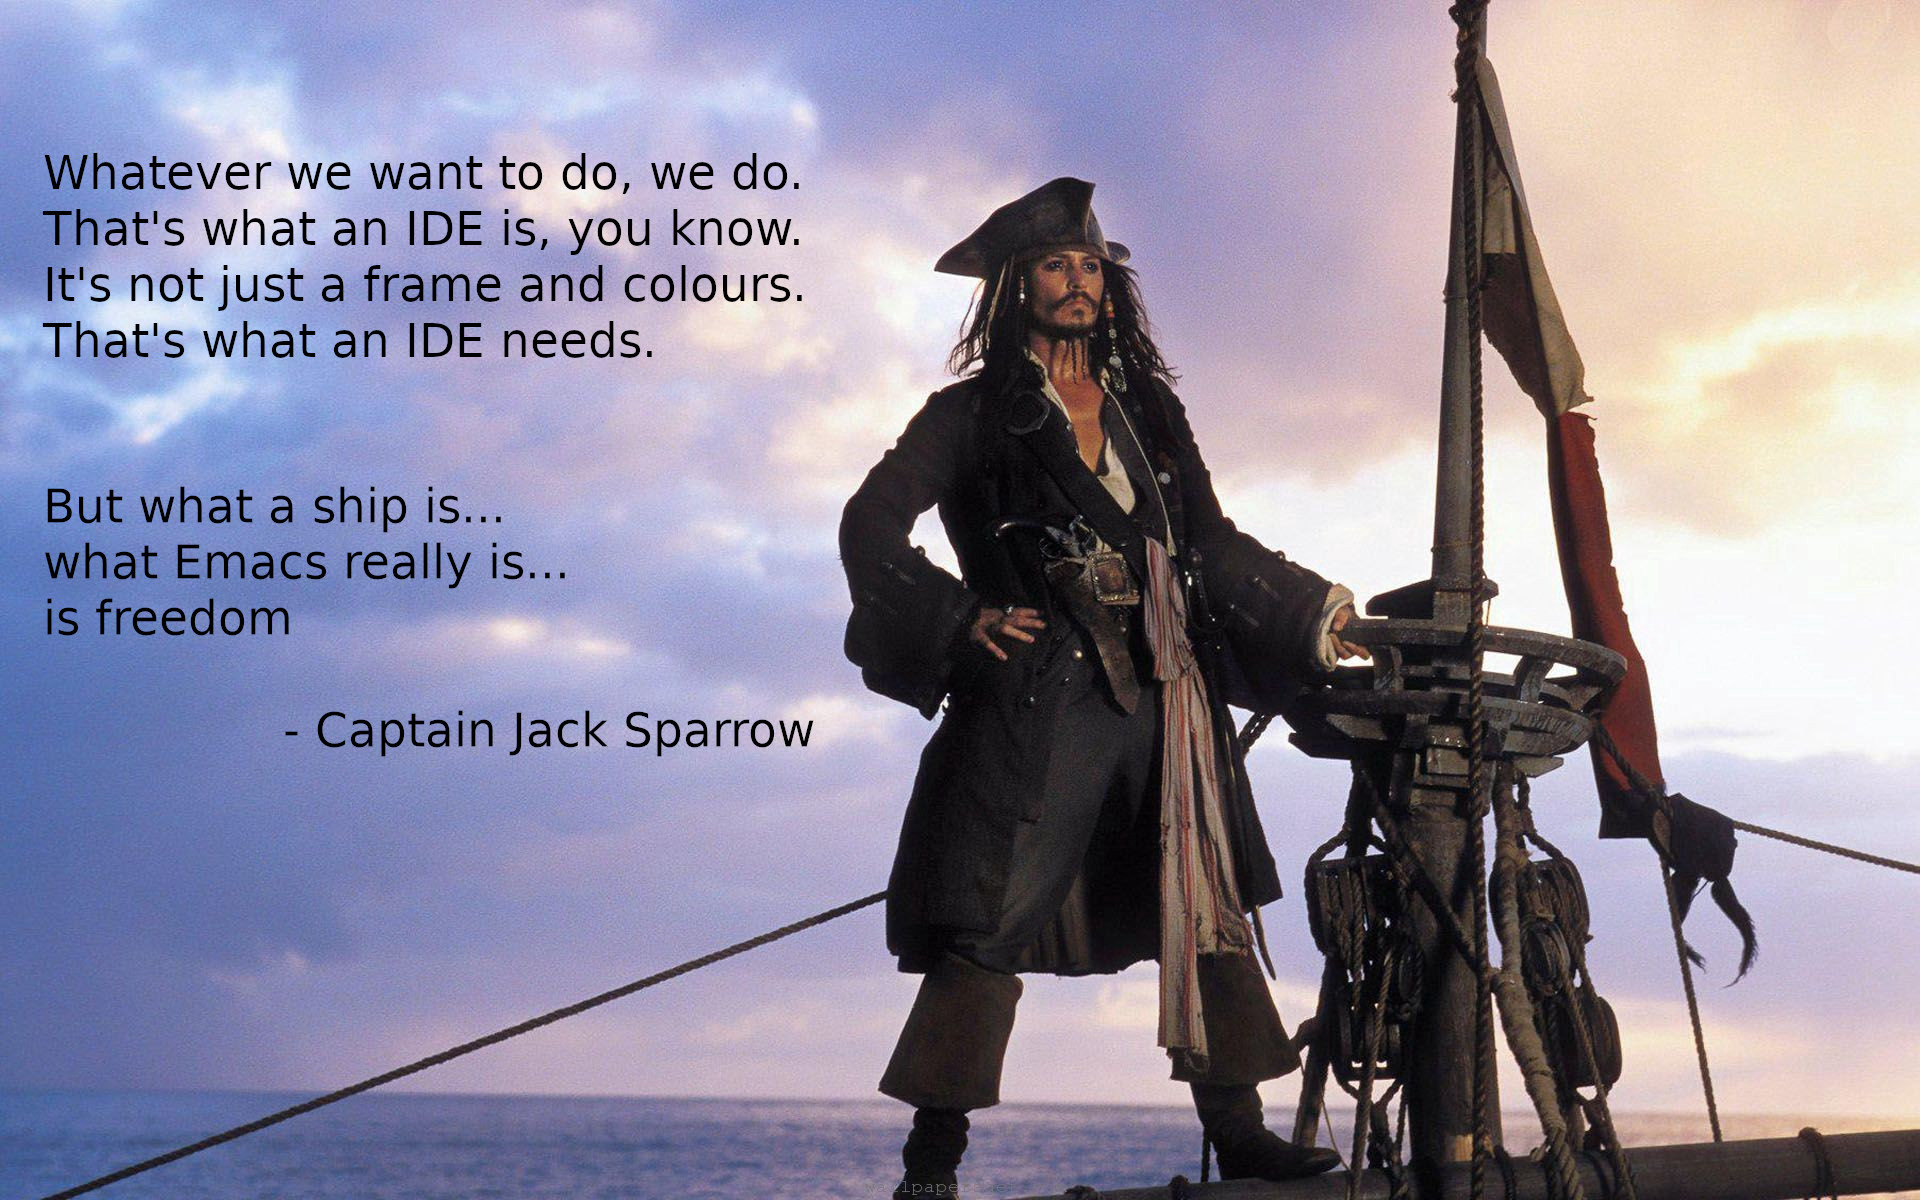 Whatever we want to do, we do.
That's what an IDE is, you know.
It's not just a frame and colours.
That's what an IDE needs.
But what a ship is...
what Emacs really is...
is freedom
- Captain Jack Sparrow